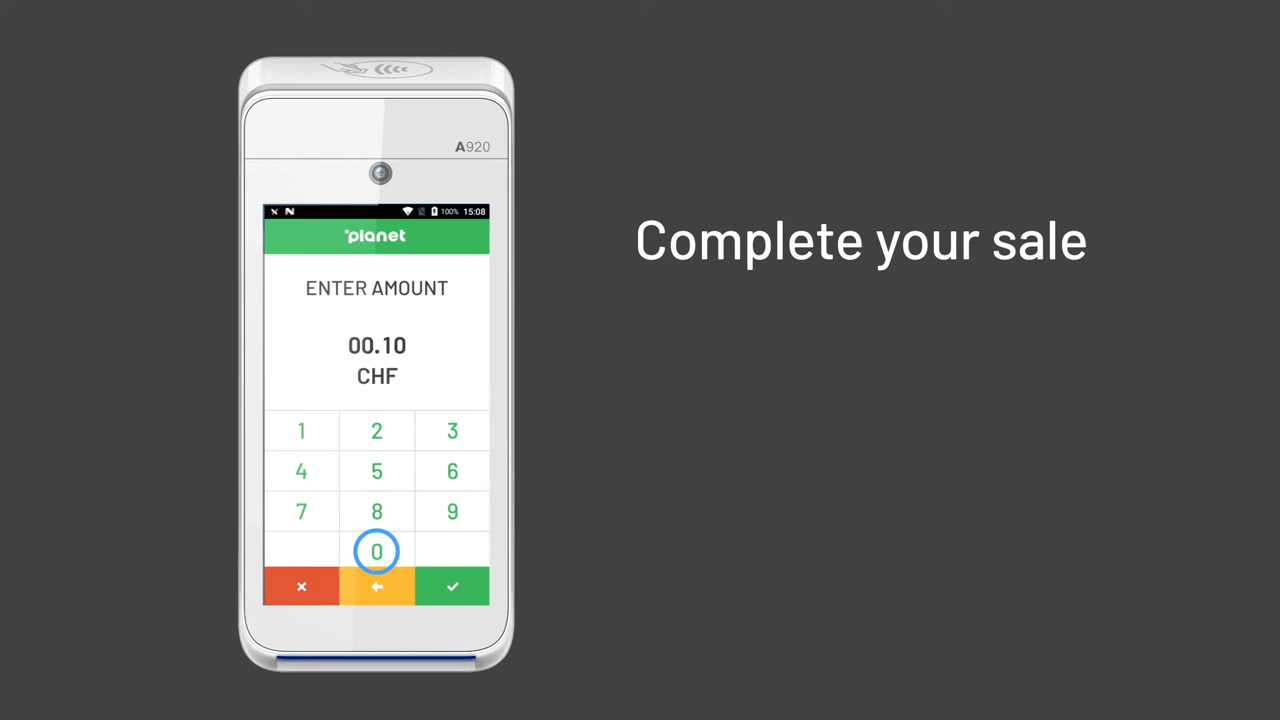 A920
100% 15:08
planet
ENTER AMOUNT
00.10
CHF
1 2 3
4 5 6
7 8 9
0
Complete your sale